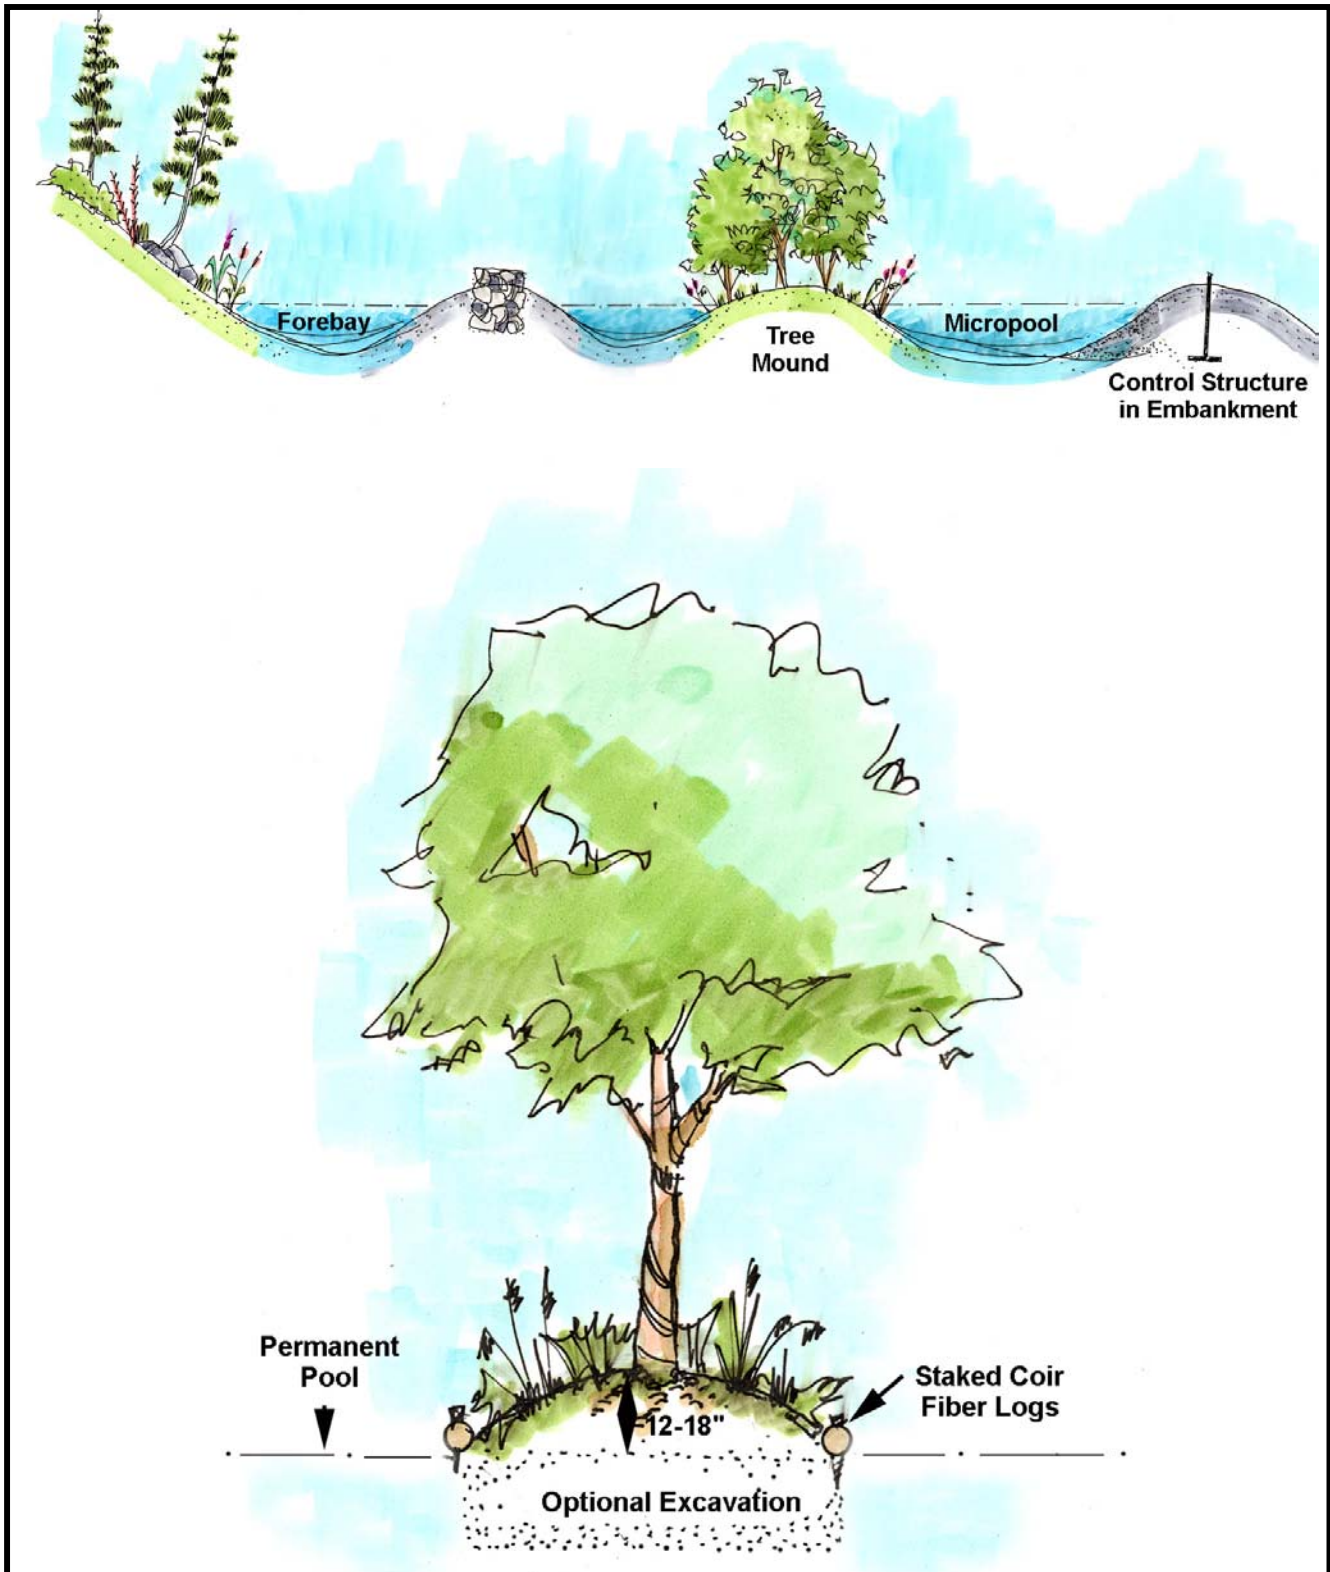 Forebay
Tree
Mound
Micropool
Control Structure
in Embankment
Permanent
Pool
12-18"
Staked Coir
Fiber Logs
Optional Excavation